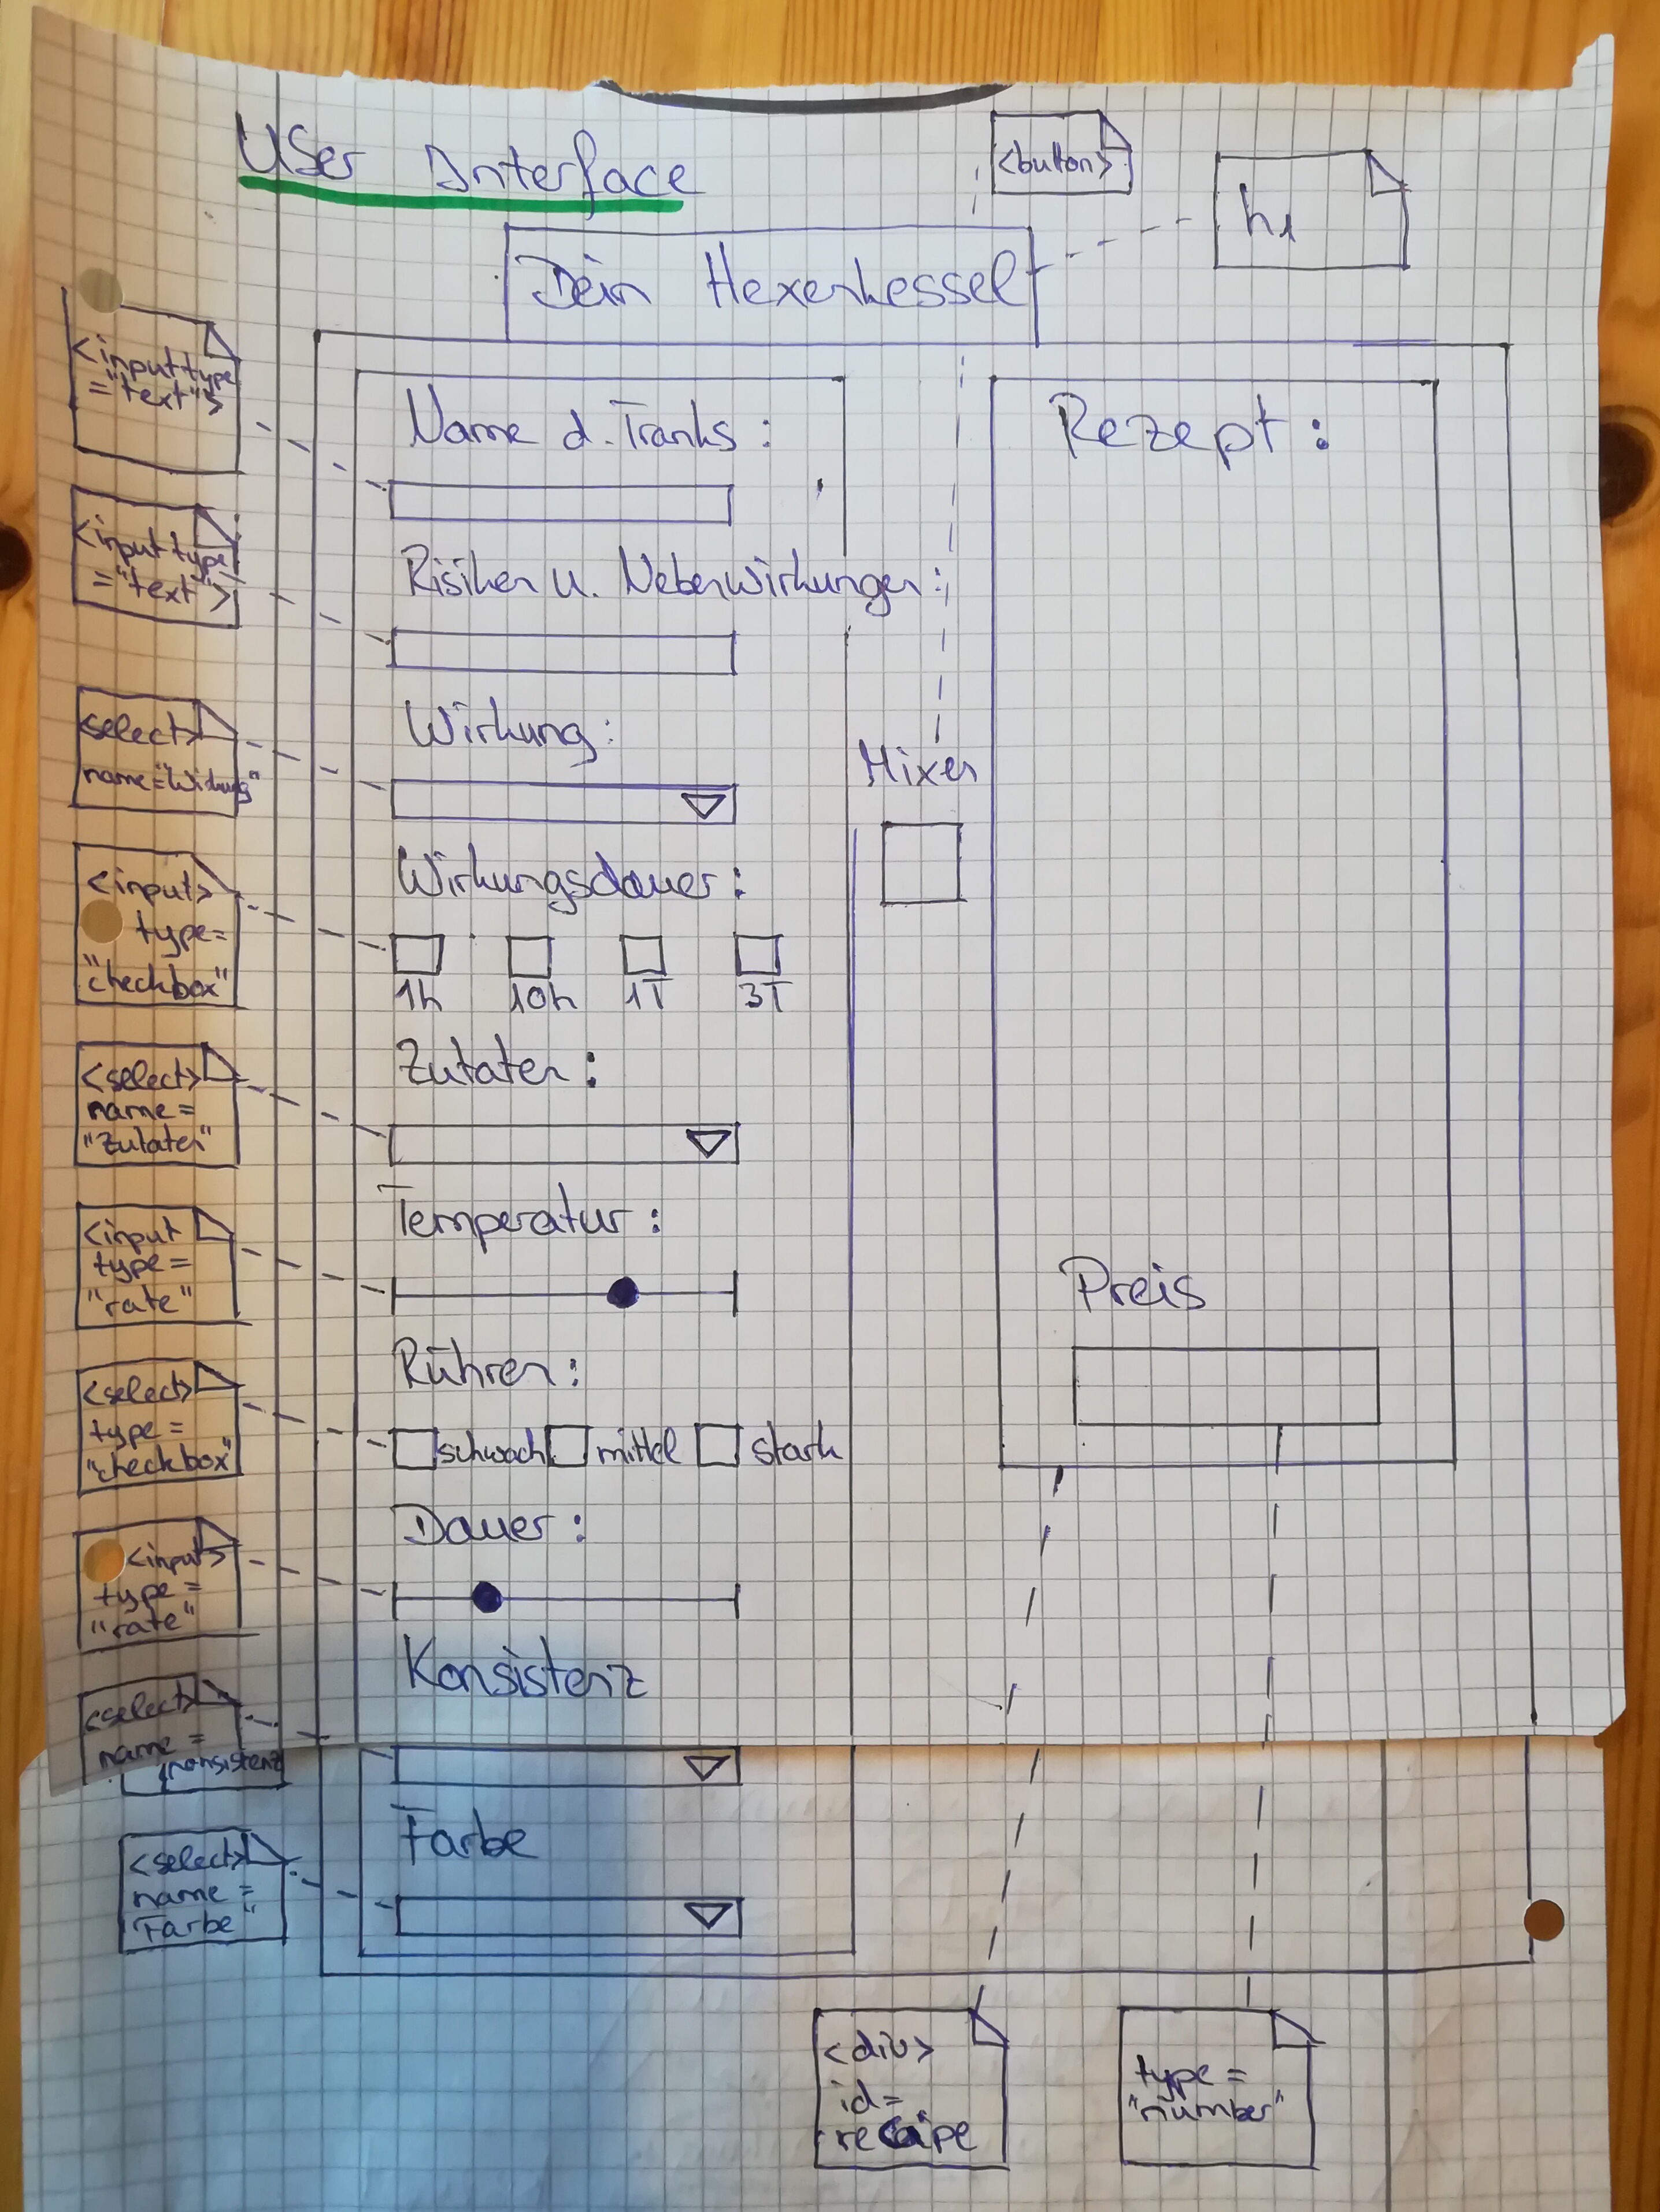 User Interface
<button>
h1
Dein Hexenkessel
<input type
="text">
Name d. Tranks :
Rezept :
<input type
="text">
Risiken u. Nebenwirkungen :
select>
name="Wirkung"
Wirkung :
Mixen
<input>
type=
"checkbox"
Wirkungsdauer :
1h 10h 1T 3T
<select>
name =
"Zutaten"
Zutaten :
<input
type =
"rate"
Temperatur :
Preis
<select>
type =
"checkbox"
Rühren :
schwach mittel stark
<input>
type =
"rate"
Dauer :
<select>
name =
Konsistenz
Konsistenz
<select>
name =
"Farbe"
Farbe
<div>
id=
recipe
type =
"number"